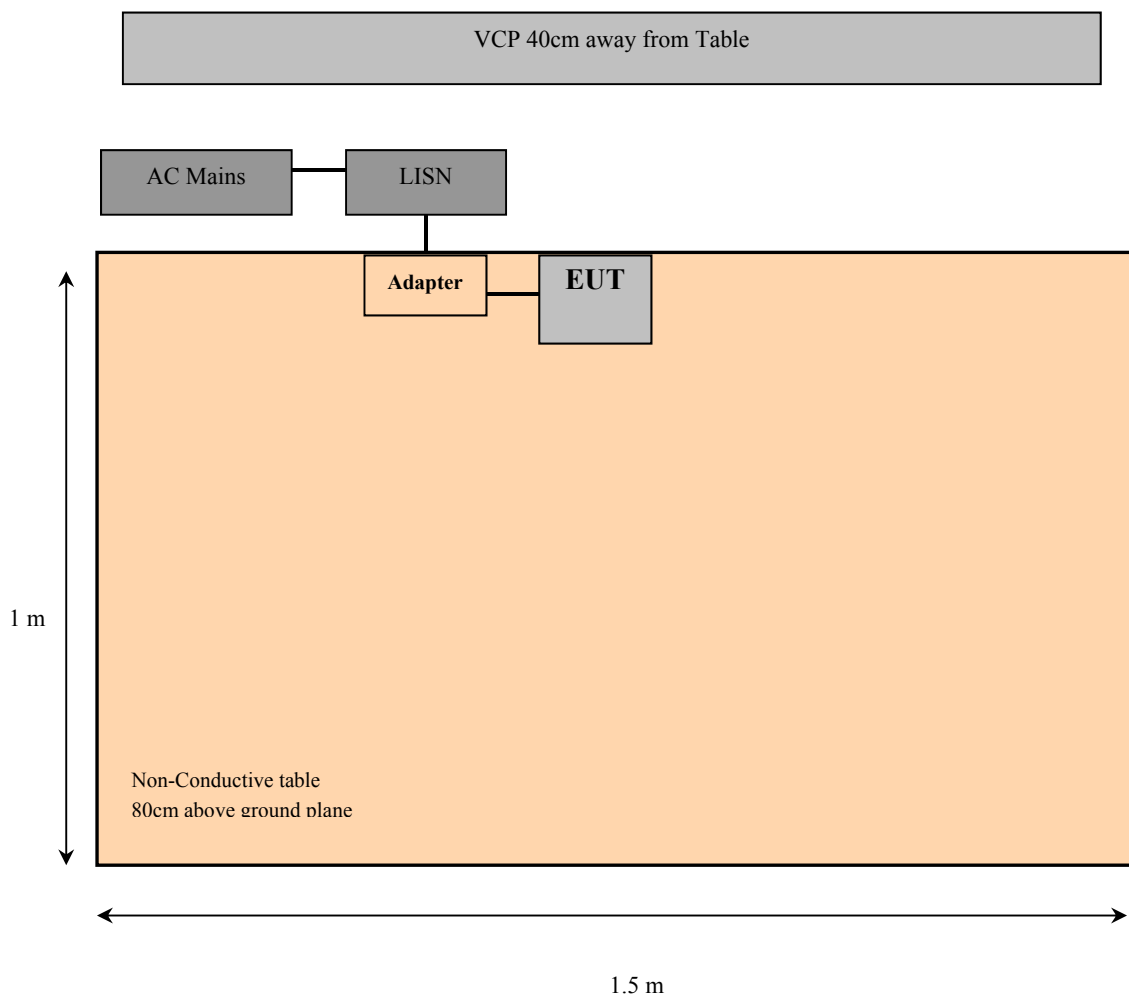 VCP 40cm away from Table
AC Mains
LISN
Adapter
EUT
1 m
Non-Conductive table
80cm above ground plane
1.5 m